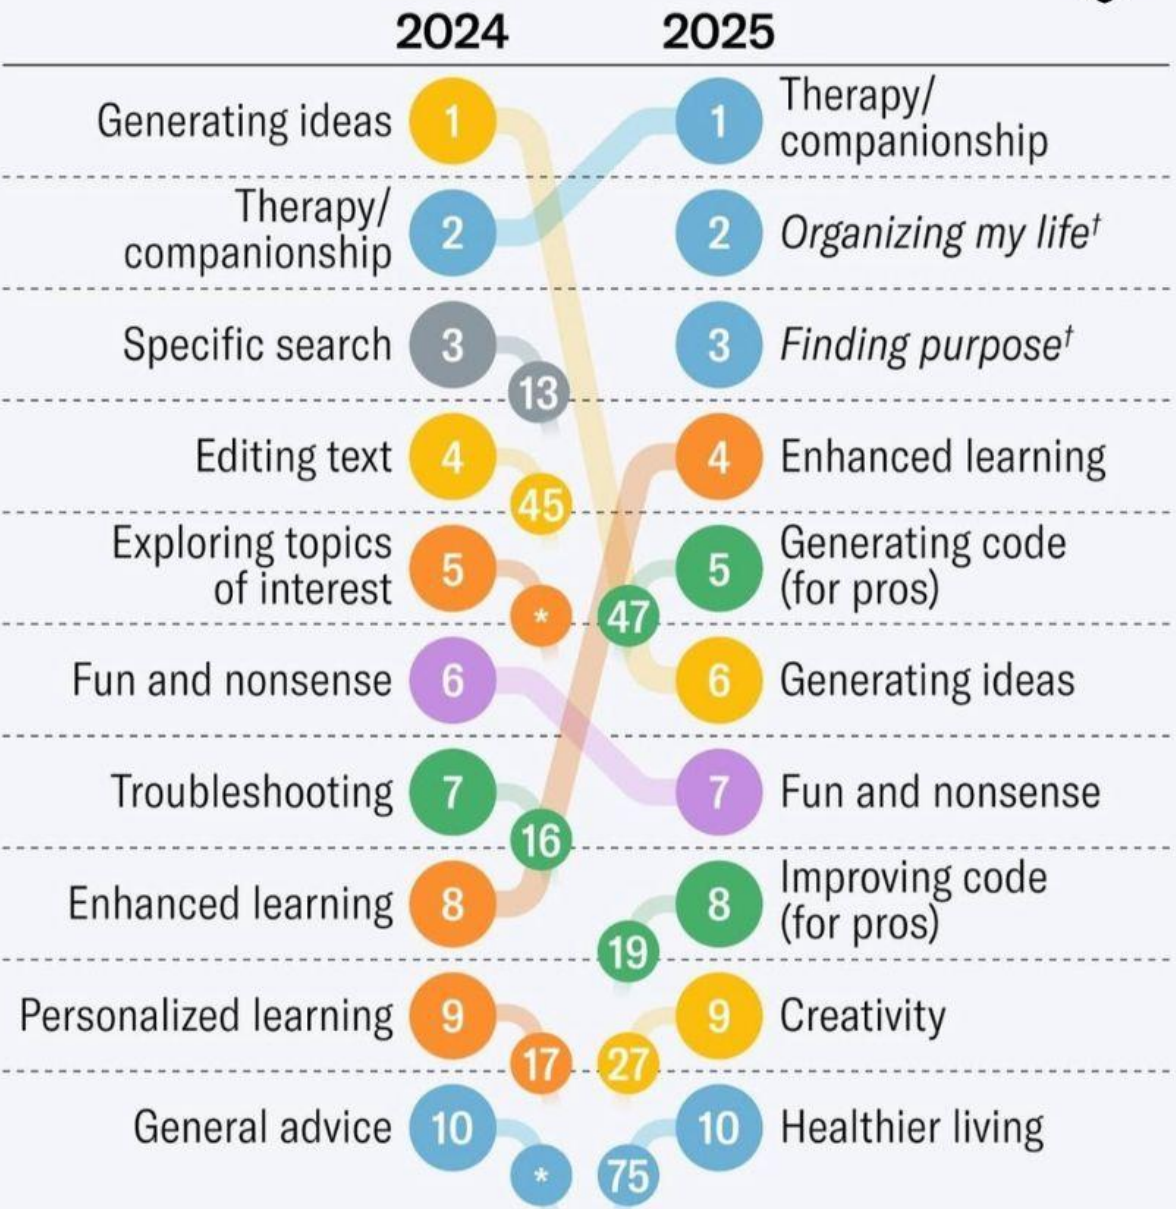 2024 2025
Generating ideas 1 1 Therapy/
companionship
Therapy/
companionship 2 2 Organizing my life†
Specific search 3 3 Finding purpose†
13
Editing text 4 4 Enhanced learning
45
Exploring topics
of interest 5 5 Generating code
(for pros)
* 47
Fun and nonsense 6 6 Generating ideas
Troubleshooting 7 7 Fun and nonsense
16
Enhanced learning 8 8 Improving code
(for pros)
19
Personalized learning 9 9 Creativity
17 27
General advice 10 10 Healthier living
* 75